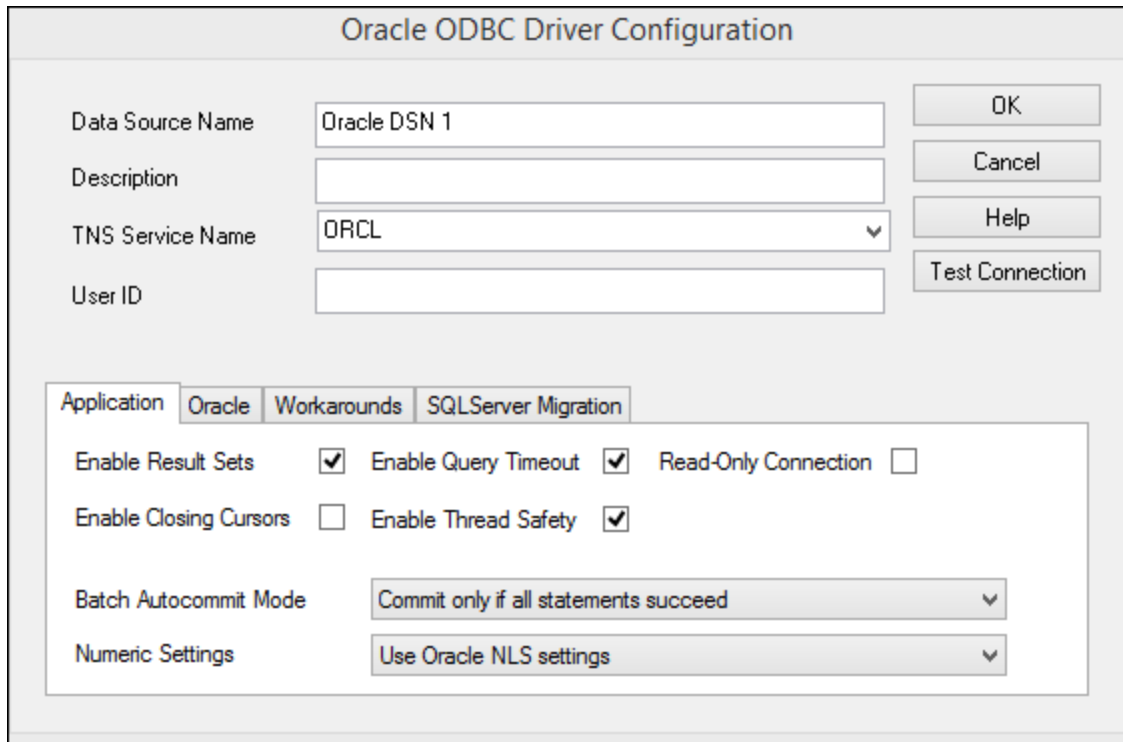 Oracle ODBC Driver Configuration
Data Source Name Oracle DSN 1 OK
Description Cancel
TNS Service Name ORCL Help
User ID Test Connection
Application Oracle Workarounds SQLServer Migration
Enable Result Sets Enable Query Timeout Read-Only Connection
Enable Closing Cursors Enable Thread Safety
Batch Autocommit Mode Commit only if all statements succeed
Numeric Settings Use Oracle NLS settings